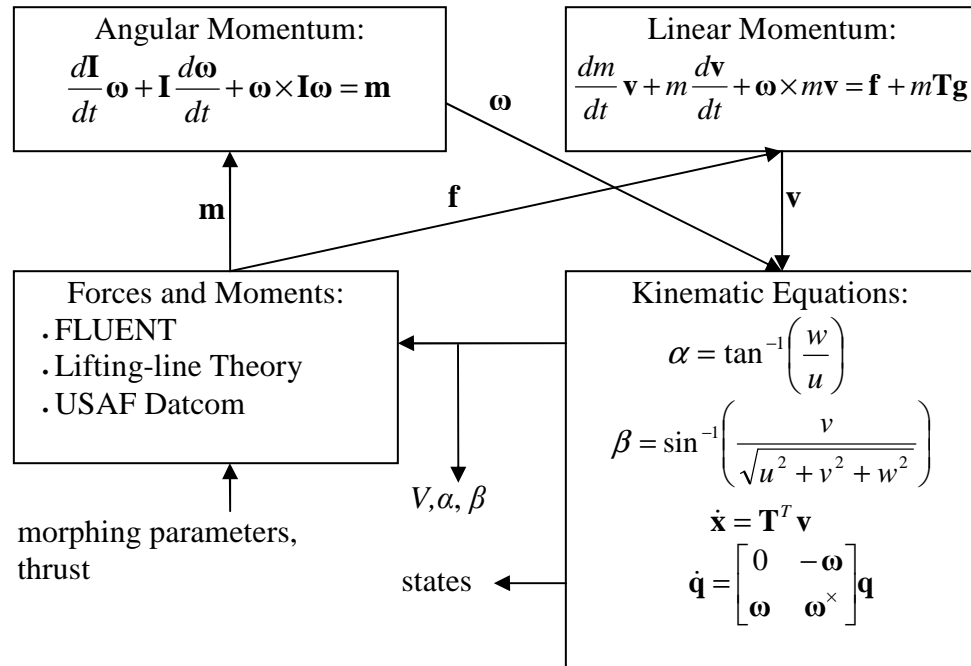 Angular Momentum:
d𝐈/dt 𝛚 + 𝐈 d𝛚/dt + 𝛚 × 𝐈𝛚 = 𝐦
Linear Momentum:
dm/dt 𝐯 + m d𝐯/dt + 𝛚 × m𝐯 = 𝐟 + m𝐓𝐠
𝛚
𝐦
𝐟
𝐯
Forces and Moments:
• FLUENT
• Lifting-line Theory
• USAF Datcom
morphing parameters,
thrust
V,α, β
states
Kinematic Equations:
α = tan⁻¹(w/u)
β = sin⁻¹(v/√(u² + v² + w²))
𝐱̇ = 𝐓ᵀ 𝐯
𝐪̇ = [0 −𝛚
𝛚 𝛚ˣ] 𝐪